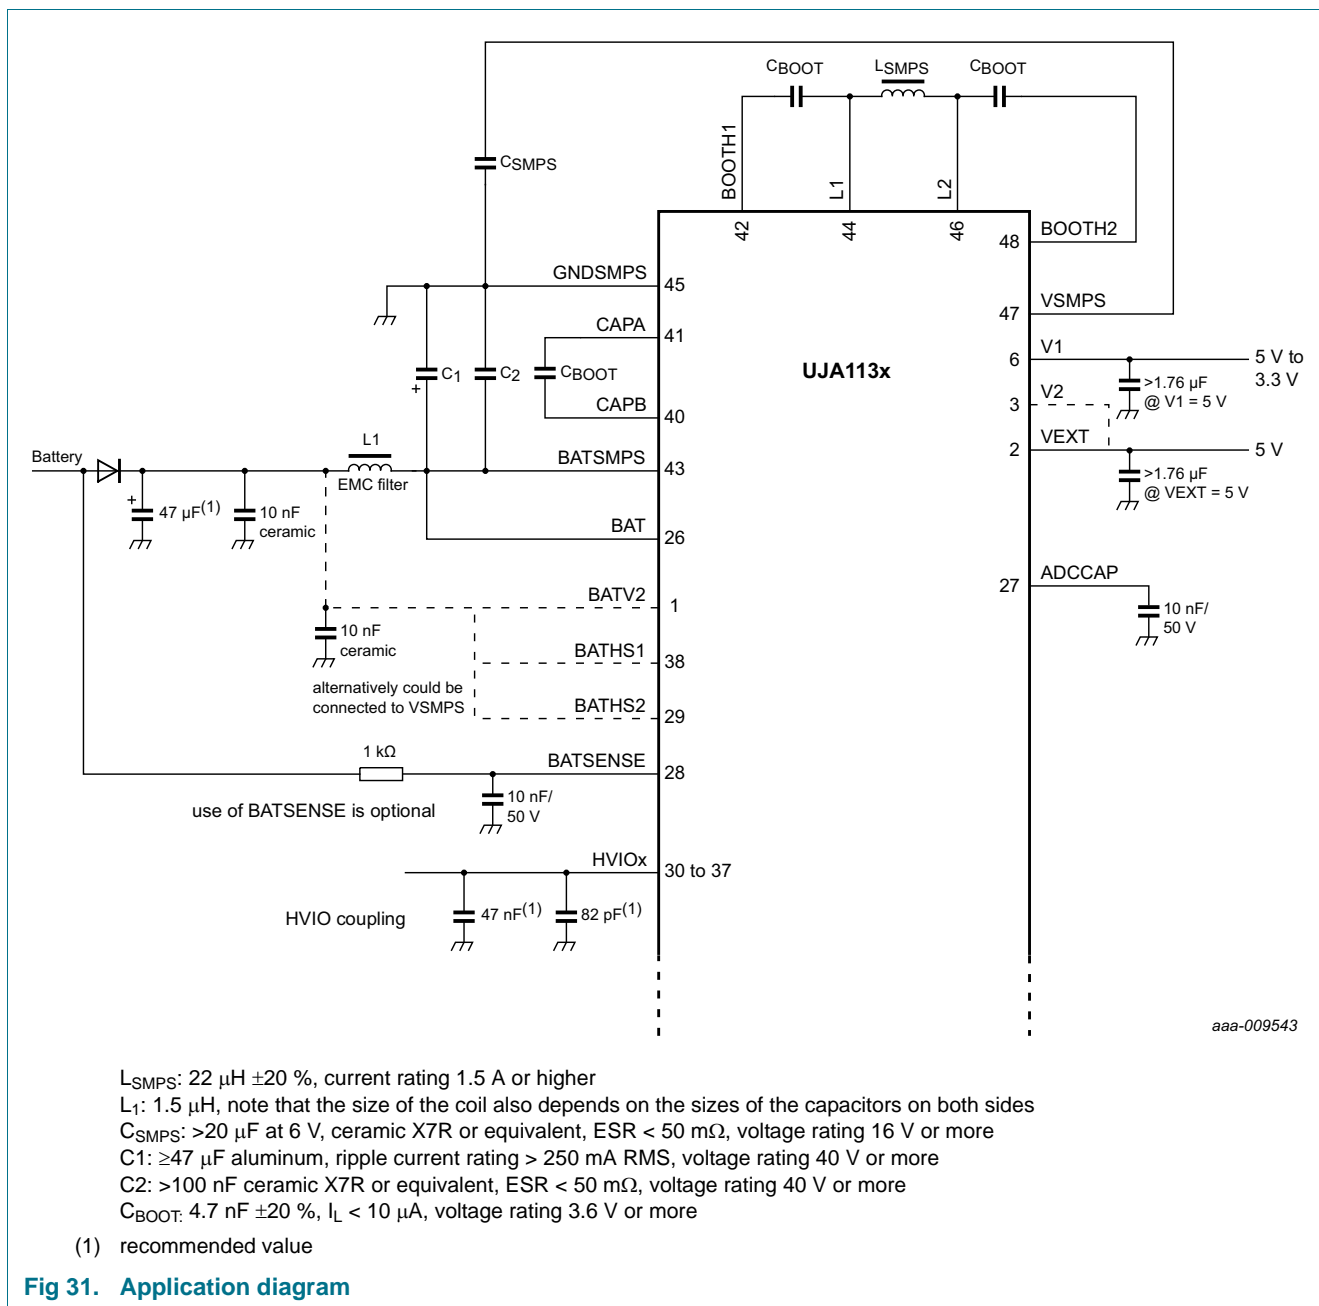 CBOOT
LSMPS
CBOOT
CSMPS
BOOTH1
L1
L2
42
44
46
48
BOOTH2
GNDSMPS
45
47
VSMPS
CAPA
41
UJA113x
6
V1
5 V to
3.3 V
C1
+
C2
CBOOT
>1.76 µF
@ V1 = 5 V
V2
3
CAPB
40
L1
VEXT
2
5 V
Battery
BATSMPS
43
EMC filter
>1.76 µF
@ VEXT = 5 V
+
47 µF(1)
10 nF
ceramic
BAT
26
27
ADCCAP
BATV2
1
10 nF/
50 V
10 nF
ceramic
BATHS1
38
alternatively could be
connected to VSMPS
BATHS2
29
1 kΩ
BATSENSE
28
use of BATSENSE is optional
10 nF/
50 V
HVIOx
30 to 37
HVIO coupling
47 nF(1)
82 pF(1)
aaa-009543
LSMPS: 22 μH ±20 %, current rating 1.5 A or higher
L1: 1.5 μH, note that the size of the coil also depends on the sizes of the capacitors on both sides
CSMPS: >20 μF at 6 V, ceramic X7R or equivalent, ESR < 50 mΩ, voltage rating 16 V or more
C1: ≥47 μF aluminum, ripple current rating > 250 mA RMS, voltage rating 40 V or more
C2: >100 nF ceramic X7R or equivalent, ESR < 50 mΩ, voltage rating 40 V or more
CBOOT: 4.7 nF ±20 %, IL < 10 μA, voltage rating 3.6 V or more
(1) recommended value
Fig 31. Application diagram